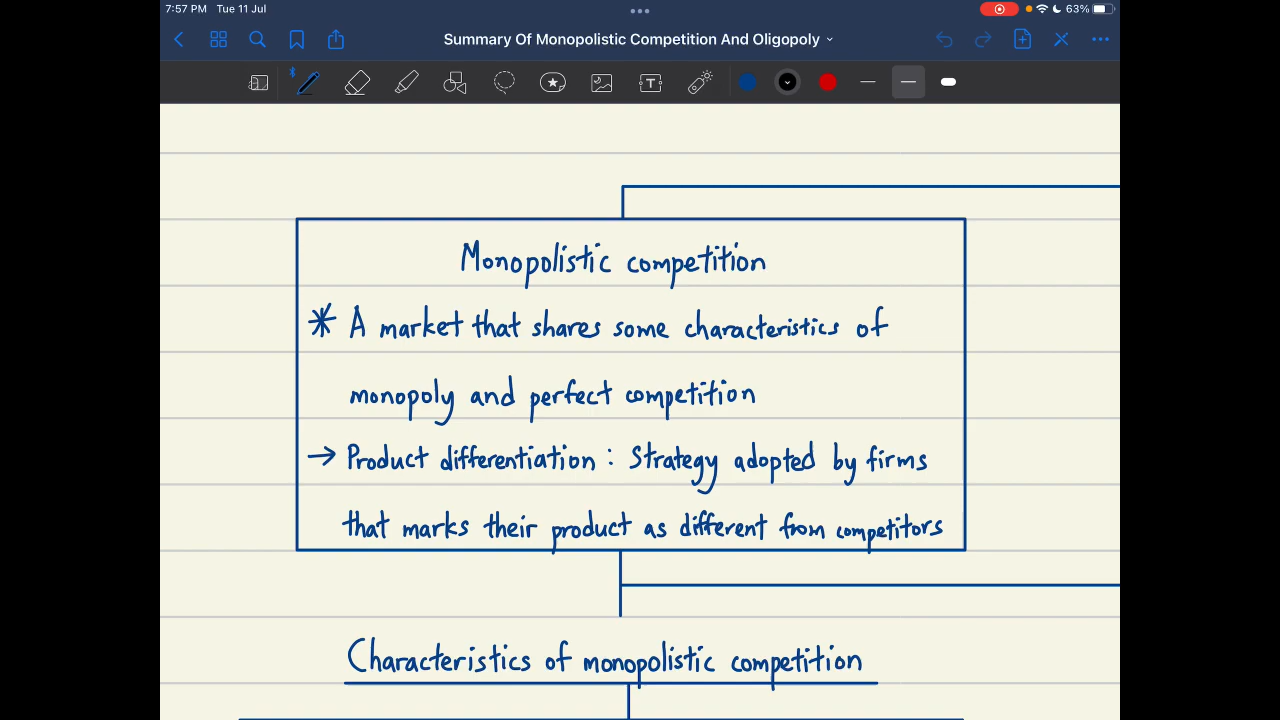 7:57 PM Tue 11 Jul
63%
Summary Of Monopolistic Competition And Oligopoly
Monopolistic competition
* A market that shares some characteristics of
monopoly and perfect competition
→ Product differentiation : Strategy adopted by firms
that marks their product as different from competitors
Characteristics of monopolistic competition